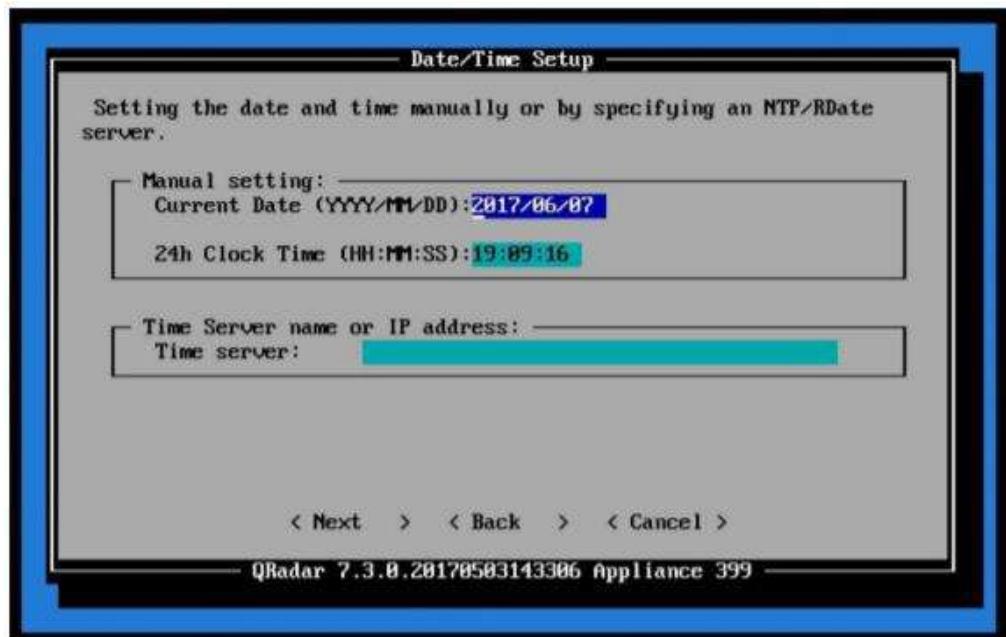 Date/Time Setup
Setting the date and time manually or by specifying an NTP/RDate
server.
Manual setting:
Current Date (YYYY/MM/DD):2017/06/07
24h Clock Time (HH:MM:SS):19:09:16
Time Server name or IP address:
Time server:
< Next > < Back > < Cancel >
QRadar 7.3.0.20170503143306 Appliance 399